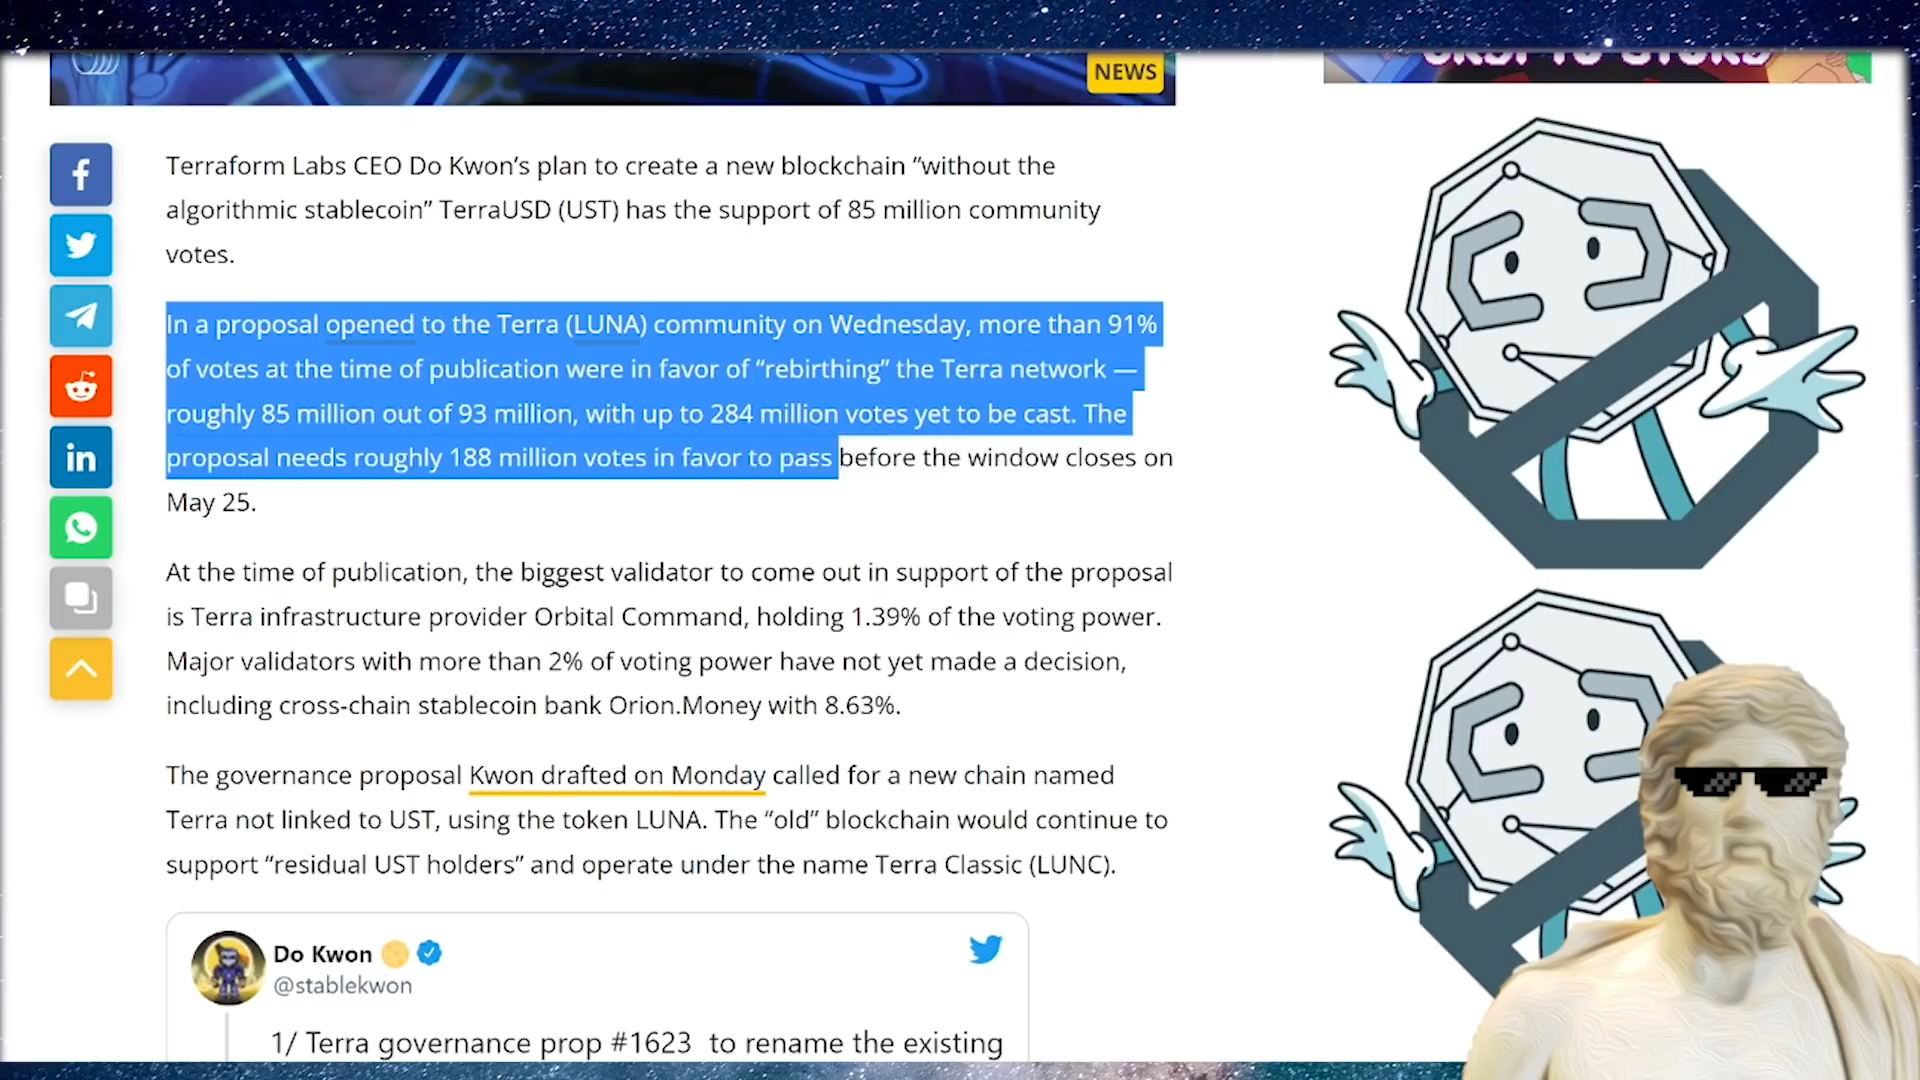 NEWS
Terraform Labs CEO Do Kwon’s plan to create a new blockchain “without the
algorithmic stablecoin” TerraUSD (UST) has the support of 85 million community
votes.
In a proposal opened to the Terra (LUNA) community on Wednesday, more than 91%
of votes at the time of publication were in favor of “rebirthing” the Terra network —
roughly 85 million out of 93 million, with up to 284 million votes yet to be cast. The
proposal needs roughly 188 million votes in favor to pass before the window closes on
May 25.
At the time of publication, the biggest validator to come out in support of the proposal
is Terra infrastructure provider Orbital Command, holding 1.39% of the voting power.
Major validators with more than 2% of voting power have not yet made a decision,
including cross-chain stablecoin bank Orion.Money with 8.63%.
The governance proposal Kwon drafted on Monday called for a new chain named
Terra not linked to UST, using the token LUNA. The “old” blockchain would continue to
support “residual UST holders” and operate under the name Terra Classic (LUNC).
Do Kwon
@stablekwon
1/ Terra governance prop #1623 to rename the existing